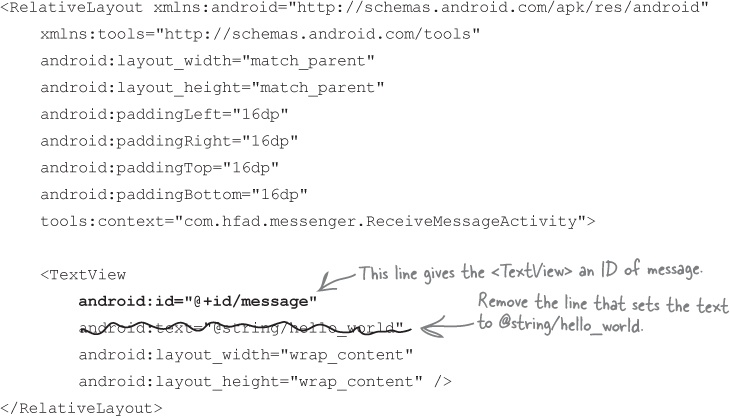 <RelativeLayout xmlns:android="http://schemas.android.com/apk/res/android"
xmlns:tools="http://schemas.android.com/tools"
android:layout_width="match_parent"
android:layout_height="match_parent"
android:paddingLeft="16dp"
android:paddingRight="16dp"
android:paddingTop="16dp"
android:paddingBottom="16dp"
tools:context="com.hfad.messenger.ReceiveMessageActivity">
<TextView
This line gives the <TextView> an ID of message.
android:id="@+id/message"
Remove the line that sets the text
to @string/hello_world.
android:text="@string/hello_world"
android:layout_width="wrap_content"
android:layout_height="wrap_content" />
</RelativeLayout>